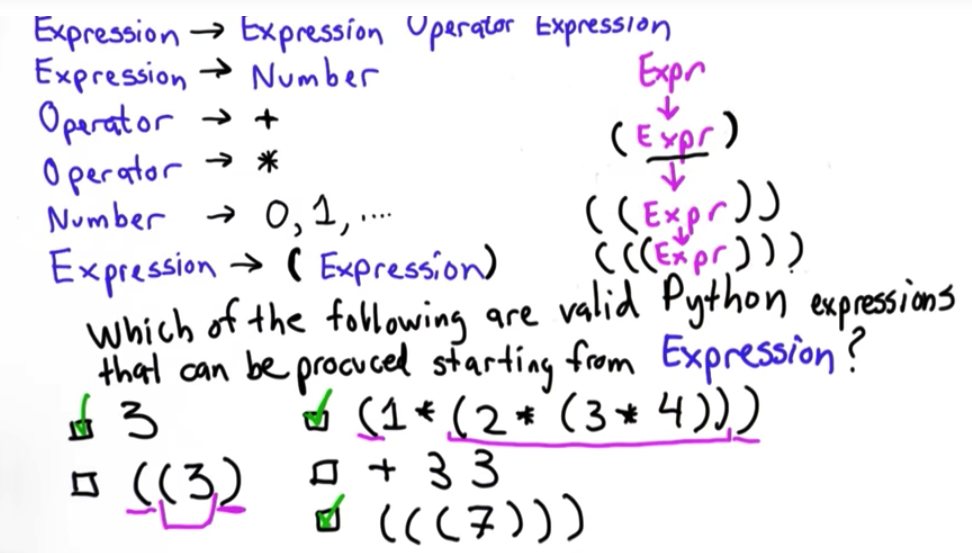 Expression → Expression Operator Expression
Expression → Number
Operator → +
Operator → *
Number → 0, 1, ....
Expression → ( Expression)
Expr
↓
( Expr )
↓
( ( Expr ) )
↓
( ( ( Expr ) ) )
Which of the following are valid Python expressions
that can be procuced starting from Expression?
3
(1 * (2 * (3 * 4)))
((3)
+ 3 3
(((7)))